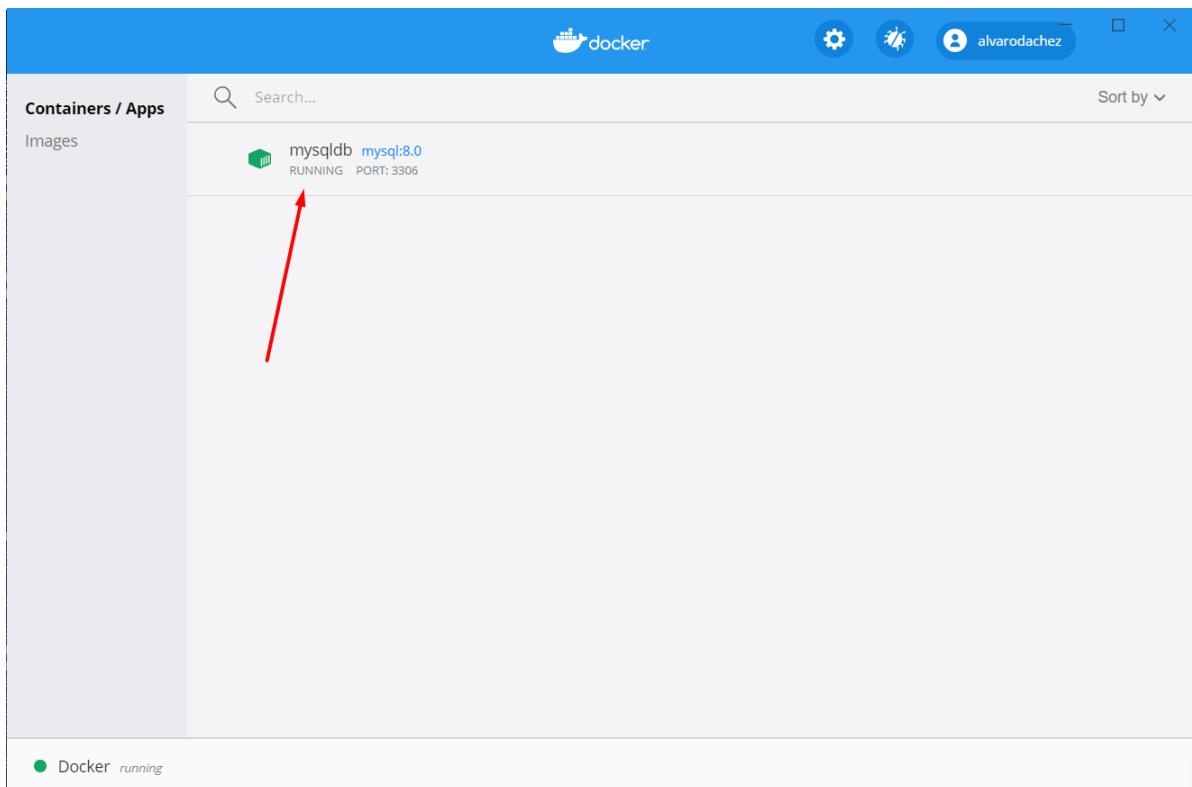 docker
alvarodachez
Containers / Apps
Images
Search...
Sort by
mysqldb mysql:8.0
RUNNING PORT: 3306
Docker running